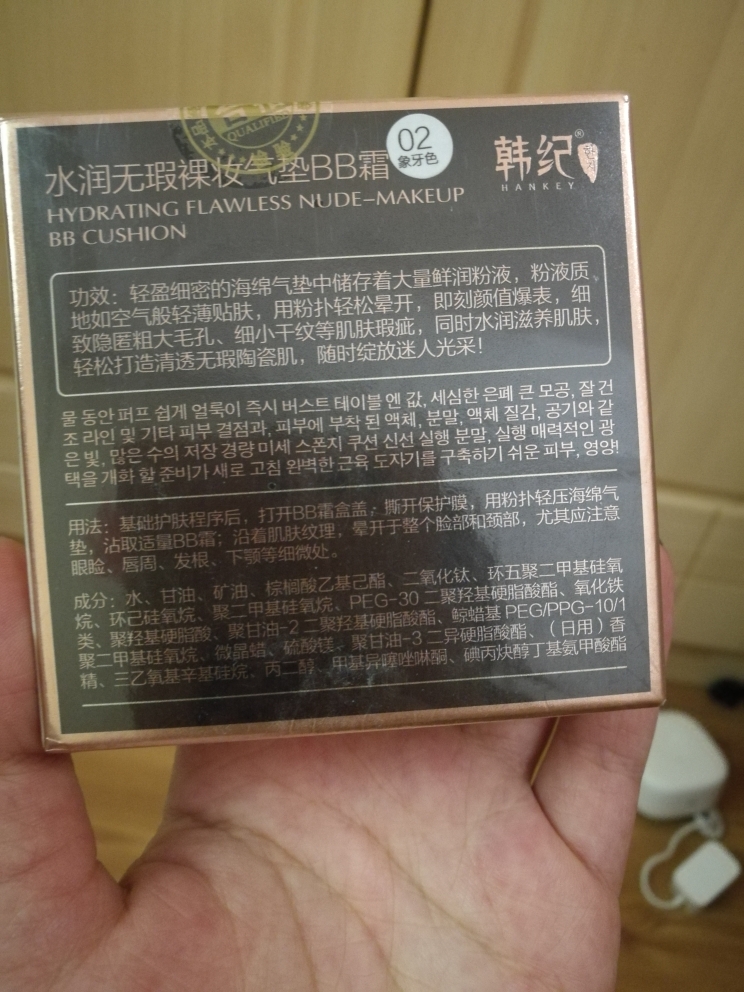 QUALIFIED
02
象牙色
韩纪®
HANKEY
水润无瑕裸妆气垫BB霜
HYDRATING FLAWLESS NUDE-MAKEUP
BB CUSHION
功效：轻盈细密的海绵气垫中储存着大量鲜润粉液，粉液质
地如空气般轻薄贴肤，用粉扑轻松晕开，即刻颜值爆表，细
致隐匿粗大毛孔、细小干纹等肌肤瑕疵，同时水润滋养肌肤，
轻松打造清透无瑕陶瓷肌，随时绽放迷人光采！
물 동안 퍼프 쉽게 얼룩이 즉시 버스트 테이블 엔 값, 세심한 은폐 큰 모공, 잘 건
조 라인 및 기타 피부 결점과, 피부에 부착 된 액체, 분말, 액체 질감, 공기와 같
은 빛, 많은 수의 저장 경량 미세 스폰지 쿠션 신선 실행 분말, 실행 매력적인 광
택을 개화 할 준비가 새로 고침 완벽한 근육 도자기를 구축하기 쉬운 피부, 영양!
用法：基础护肤程序后，打开BB霜盒盖，撕开保护膜，用粉扑轻压海绵气
垫，沾取适量BB霜；沿着肌肤纹理，晕开于整个脸部和颈部，尤其应注意
眼睑、唇周、发根、下颚等细微处。
成分：水、甘油、矿油、棕榈酸乙基己酯、二氧化钛、环五聚二甲基硅氧
烷、环己硅氧烷、聚二甲基硅氧烷、PEG-30 二聚羟基硬脂酸酯、氧化铁
类、聚羟基硬脂酸、聚甘油-2 二聚羟基硬脂酸酯、鲸蜡基 PEG/PPG-10/1
聚二甲基硅氧烷、微晶蜡、硫酸镁、聚甘油-3 二异硬脂酸酯、（日用）香
精、三乙氧基辛基硅烷、丙二醇、甲基异噻唑啉酮、碘丙炔醇丁基氨甲酸酯